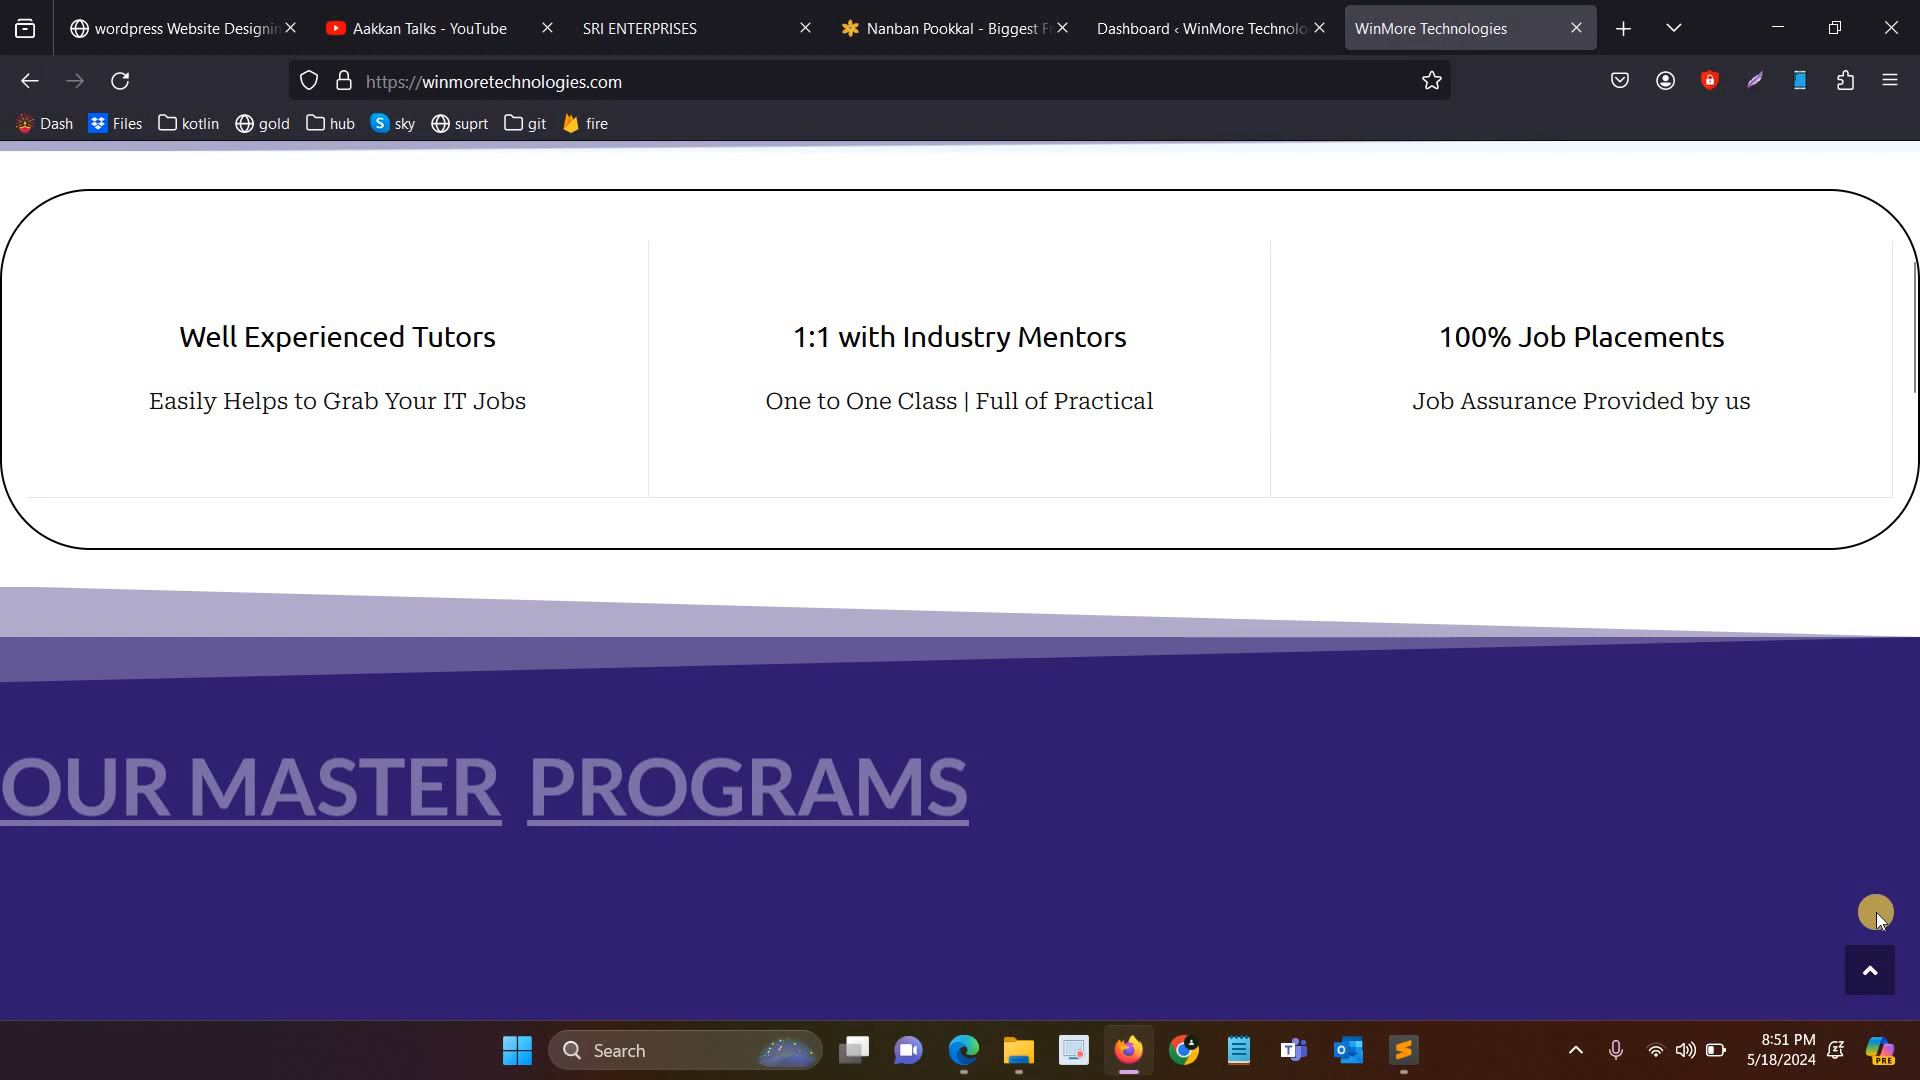 wordpress Website Designin
Aakkan Talks - YouTube
SRI ENTERPRISES
Nanban Pookkal - Biggest F
Dashboard ‹ WinMore Technolo
WinMore Technologies
https://winmoretechnologies.com
Dash
Files
kotlin
gold
hub
sky
suprt
git
fire
Well Experienced Tutors
Easily Helps to Grab Your IT Jobs
1:1 with Industry Mentors
One to One Class | Full of Practical
100% Job Placements
Job Assurance Provided by us
OUR MASTER PROGRAMS
Search
8:51 PM
5/18/2024
PRE